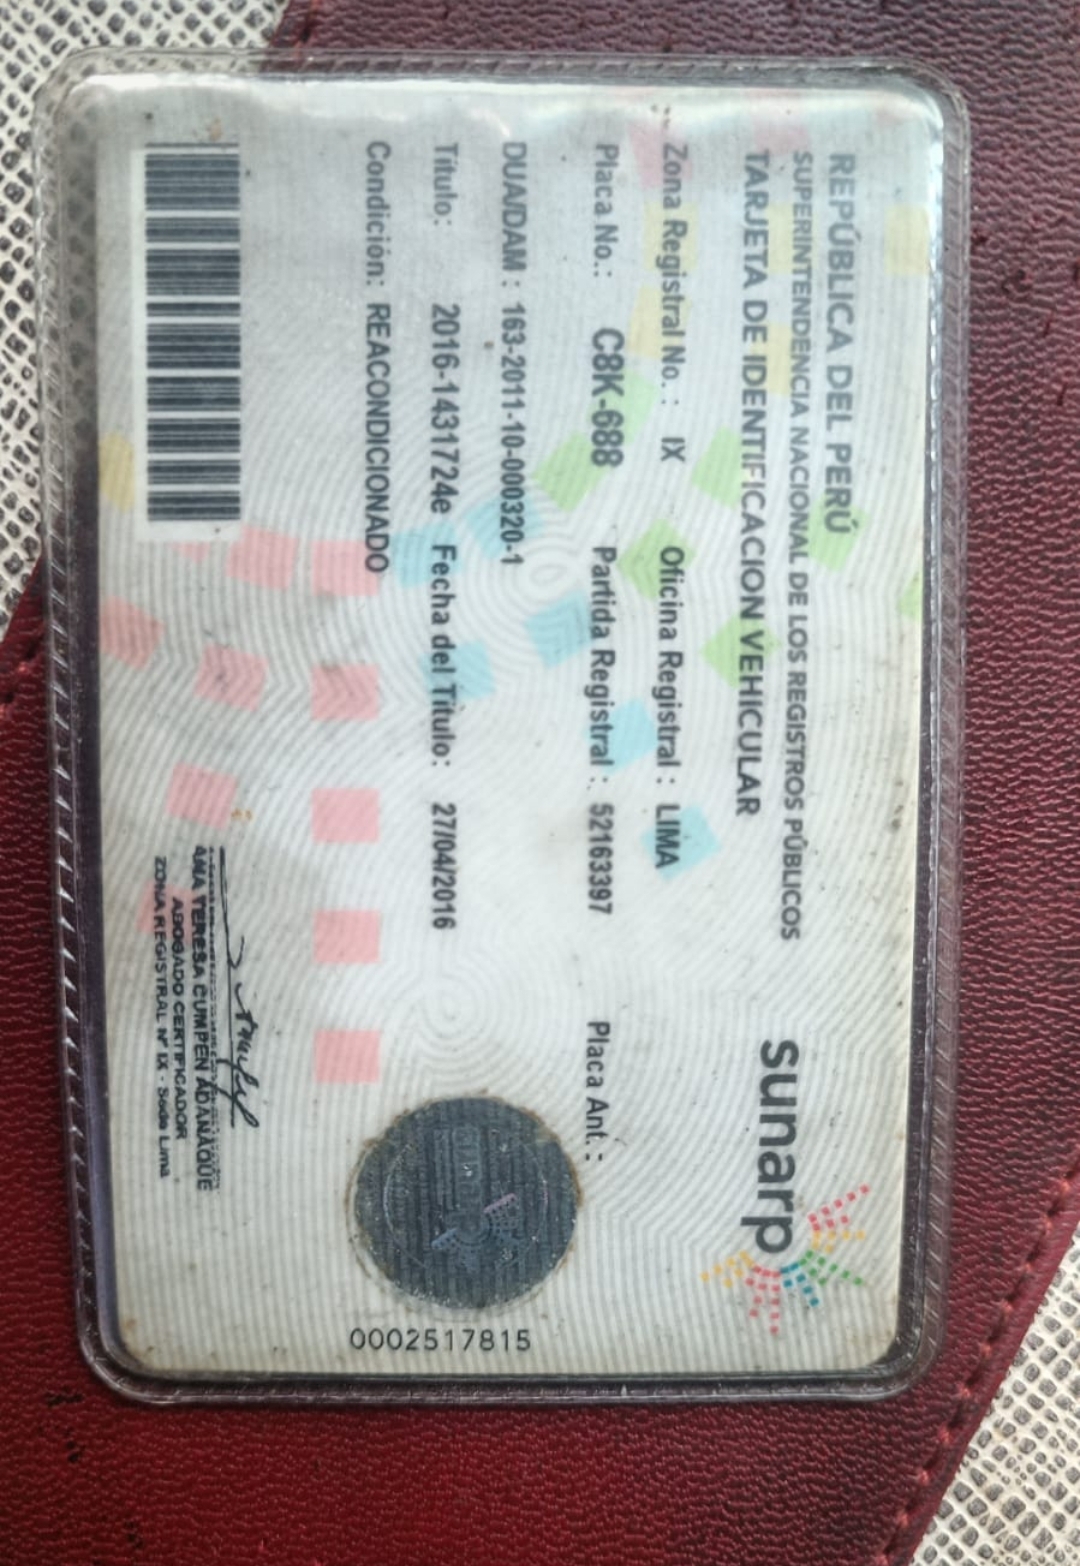 REPÚBLICA DEL PERÚ
SUPERINTENDENCIA NACIONAL DE LOS REGISTROS PÚBLICOS
TARJETA DE IDENTIFICACION VEHICULAR
sunarp
Zona Registral No. : IX Oficina Registral : LIMA
Placa No. : C8K-688 Partida Registral : 52163397 Placa Ant. :
DUA/DAM : 163-2011-10-000320-1
Título: 2016-1431724e Fecha del Título: 27/04/2016
Condición: REACONDICIONADO
ANA TERESA CUMPEN ADANAQUE
ABOGADO CERTIFICADOR
ZONA REGISTRAL Nº IX - Sede Lima
0002517815